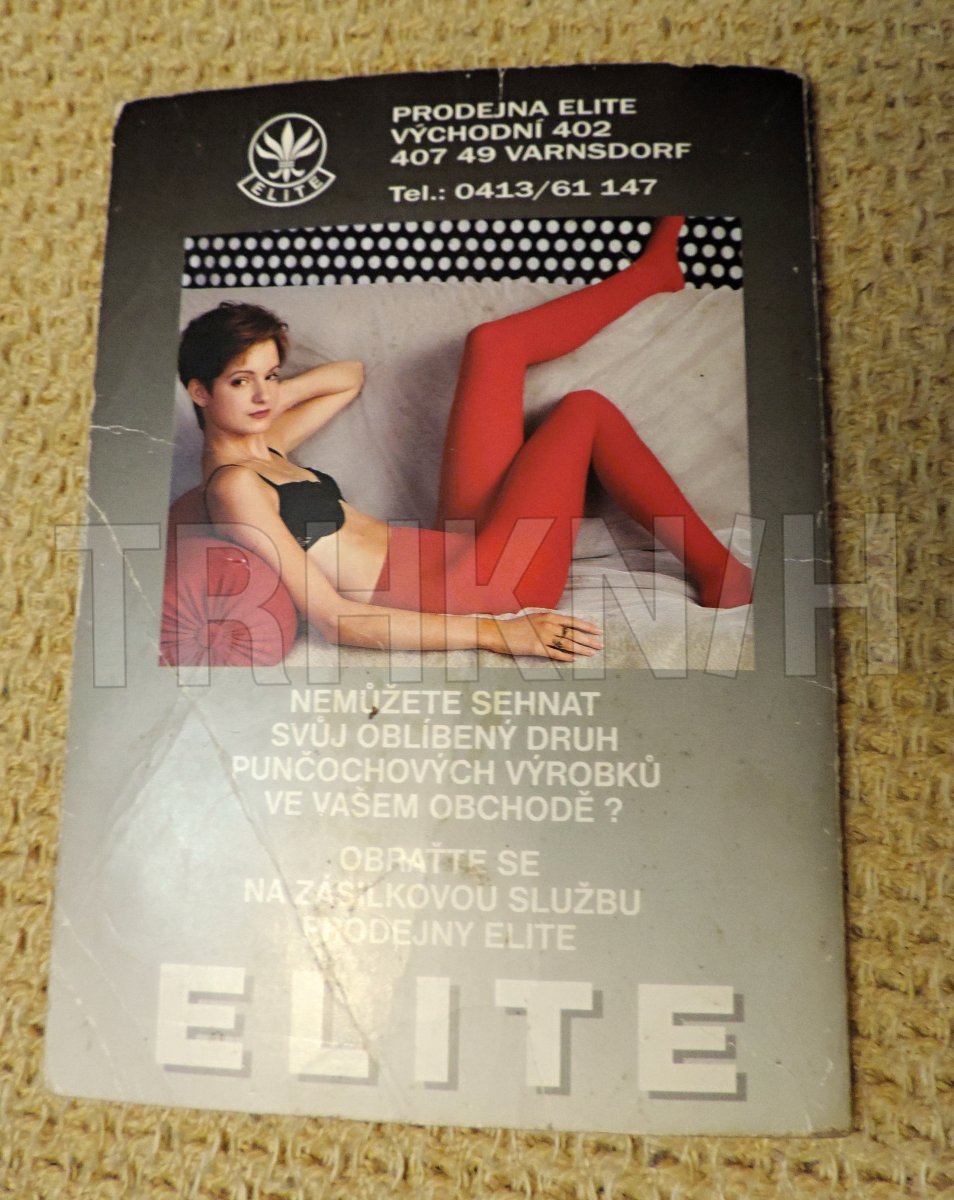 ELITE
PRODEJNA ELITE
VÝCHODNÍ 402
407 49 VARNSDORF
Tel.: 0413/61 147
TRHKNIH
NEMŮŽETE SEHNAT
SVŮJ OBLÍBENÝ DRUH
PUNČOCHOVÝCH VÝROBKŮ
VE VAŠEM OBCHODĚ ?
OBRAŤTE SE
NA ZÁSILKOVOU SLUŽBU
PRODEJNY ELITE
ELITE